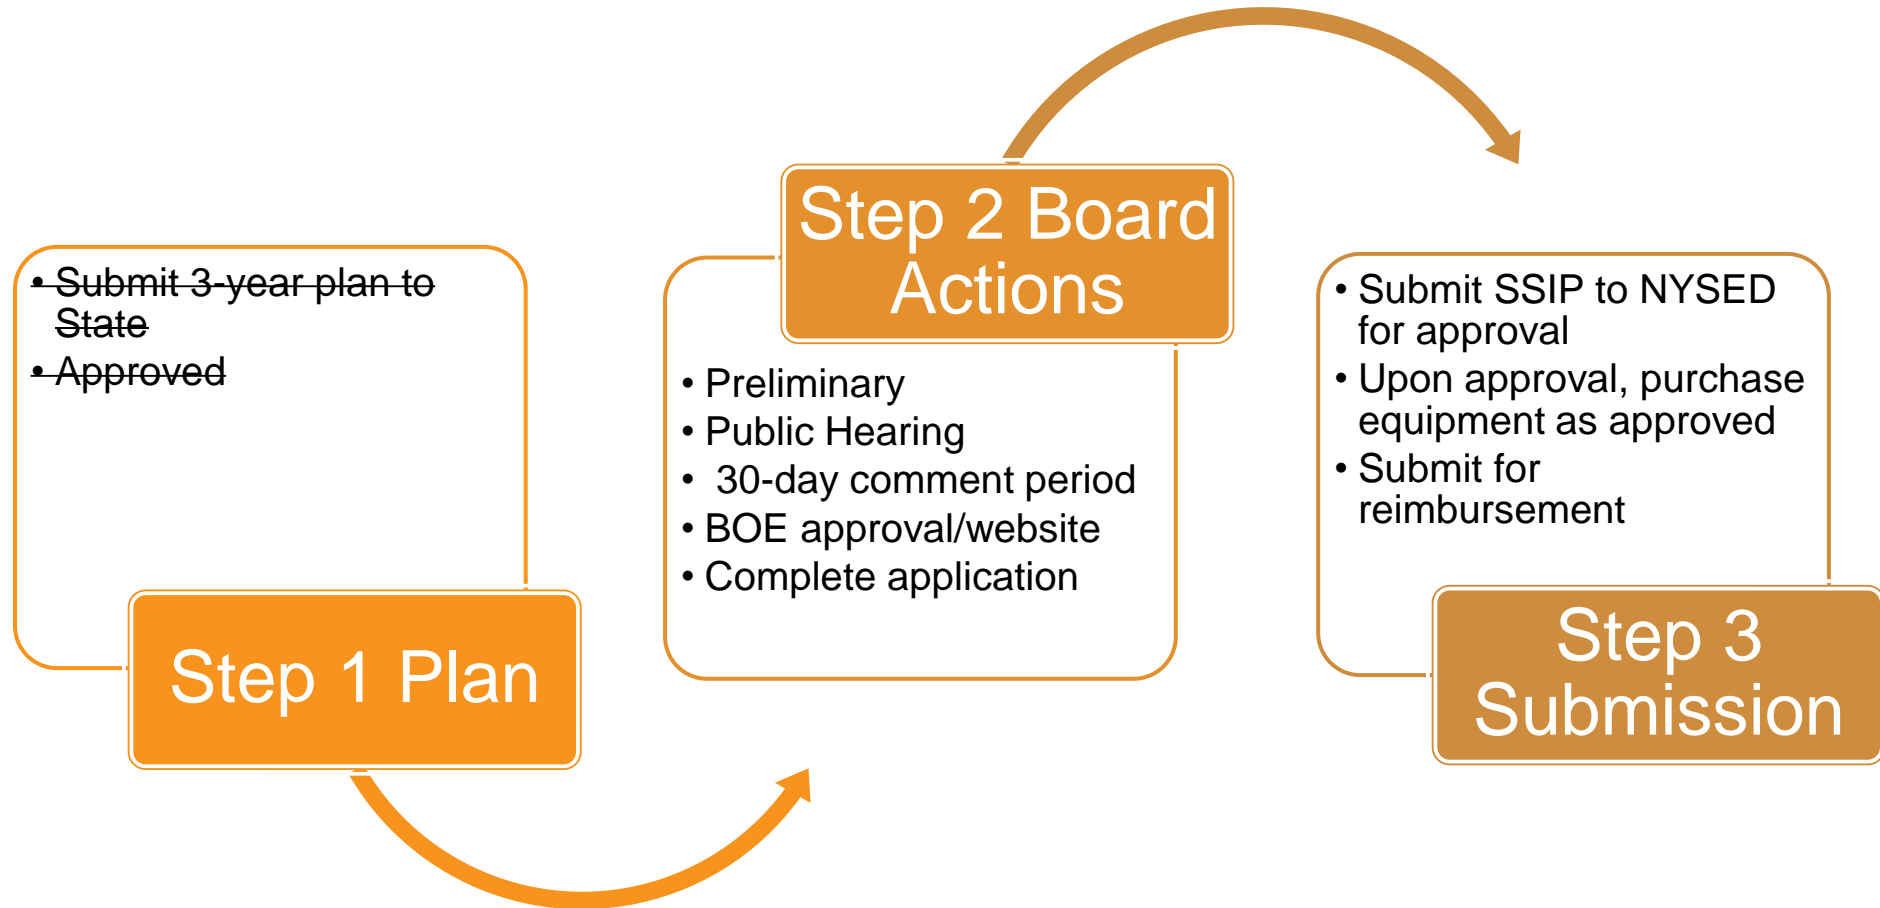 • Submit 3-year plan to
State
• Approved
Step 1 Plan
Step 2 Board
Actions
• Preliminary
• Public Hearing
• 30-day comment period
• BOE approval/website
• Complete application
• Submit SSIP to NYSED
for approval
• Upon approval, purchase
equipment as approved
• Submit for
reimbursement
Step 3
Submission